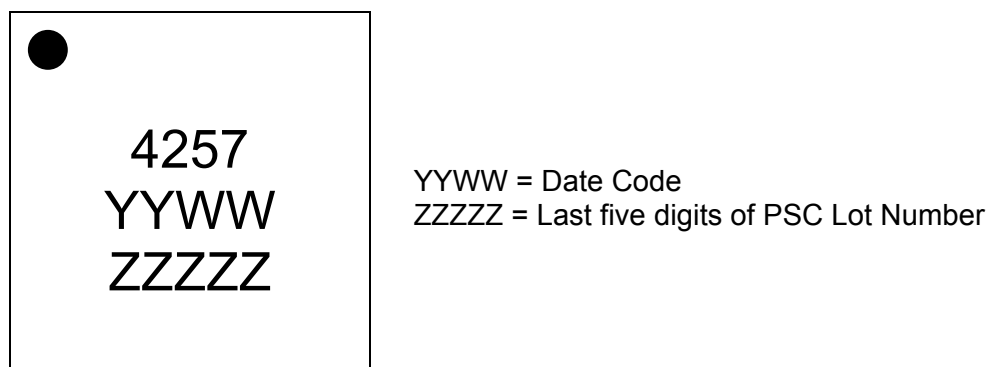 4257
YYWW
ZZZZZ
YYWW = Date Code
ZZZZZ = Last five digits of PSC Lot Number